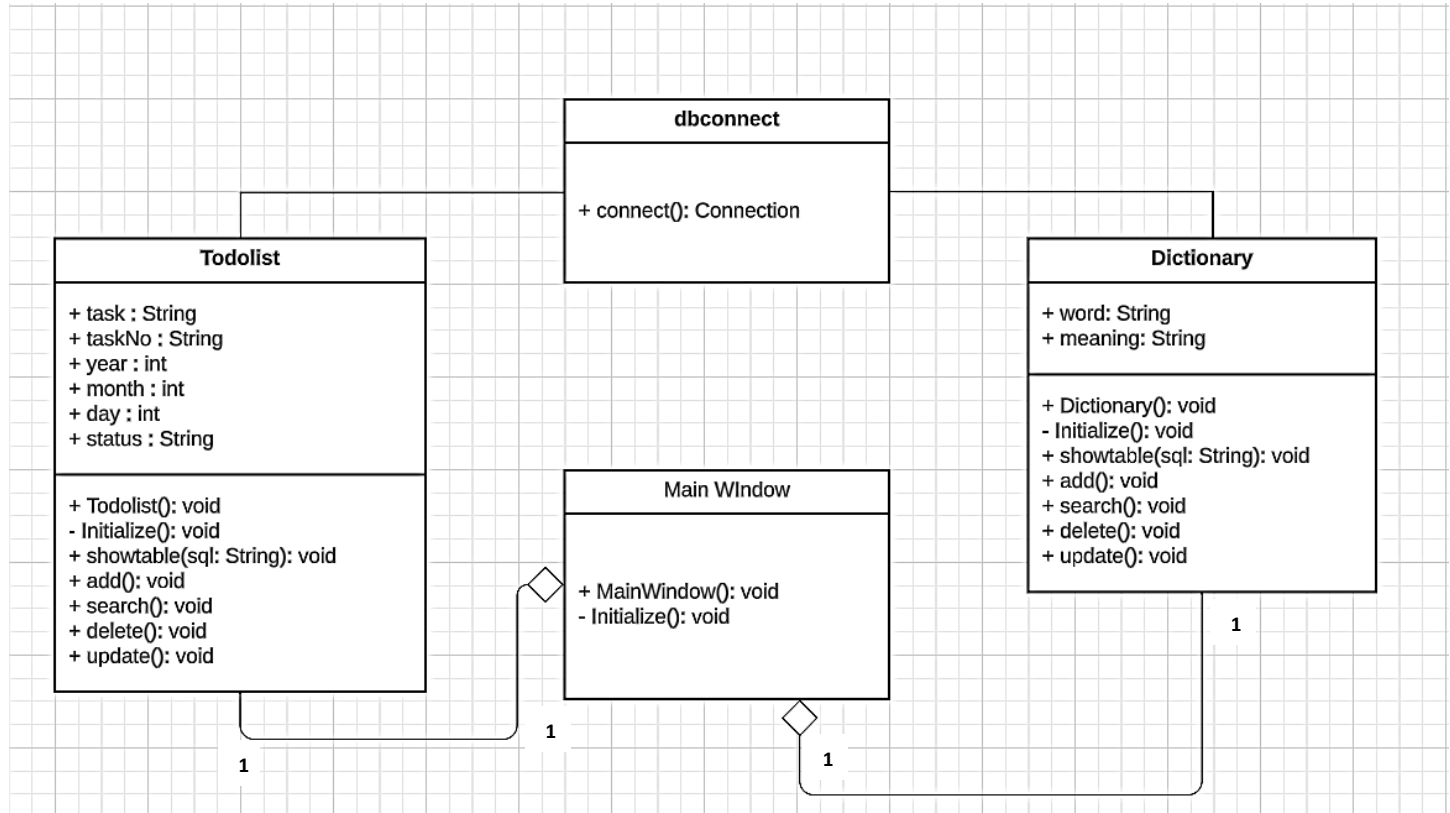 dbconnect
+ connect(): Connection
Todolist
+ task : String
+ taskNo : String
+ year : int
+ month : int
+ day : int
+ status : String
+ Todolist(): void
- Initialize(): void
+ showtable(sql: String): void
+ add(): void
+ search(): void
+ delete(): void
+ update(): void
Dictionary
+ word: String
+ meaning: String
+ Dictionary(): void
- Initialize(): void
+ showtable(sql: String): void
+ add(): void
+ search(): void
+ delete(): void
+ update(): void
Main WIndow
+ MainWindow(): void
- Initialize(): void
1
1
1
1